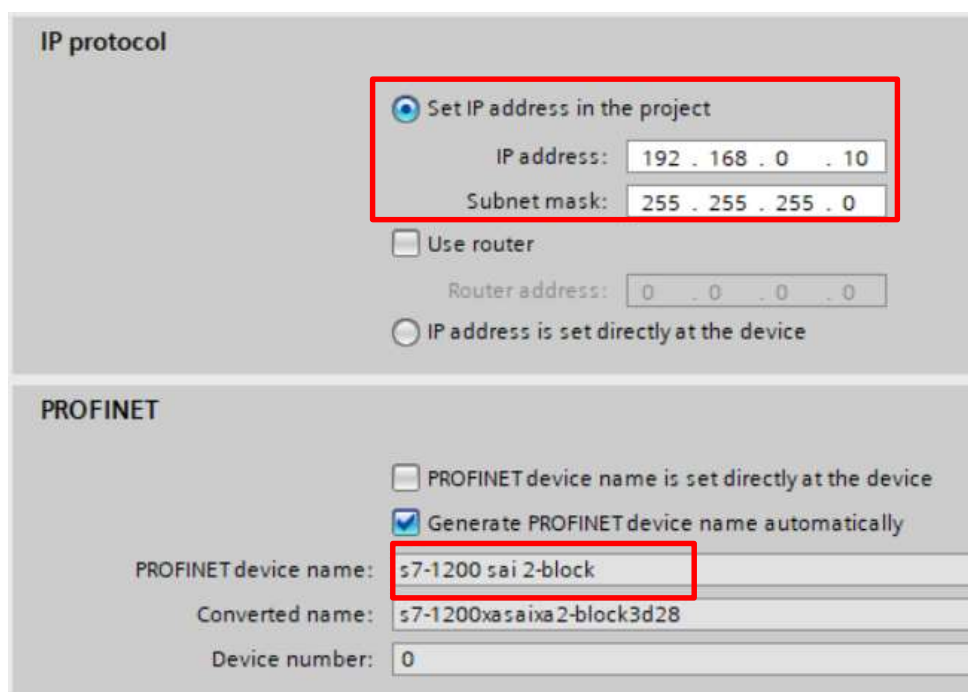 IP protocol
Set IP address in the project
IP address: 192 . 168 . 0 . 10
Subnet mask: 255 . 255 . 255 . 0
Use router
Router address: 0 . 0 . 0 . 0
IP address is set directly at the device
PROFINET
PROFINET device name is set directly at the device
Generate PROFINET device name automatically
PROFINET device name: s7-1200 sai 2-block
Converted name: s7-1200xasaixa2-block3d28
Device number: 0